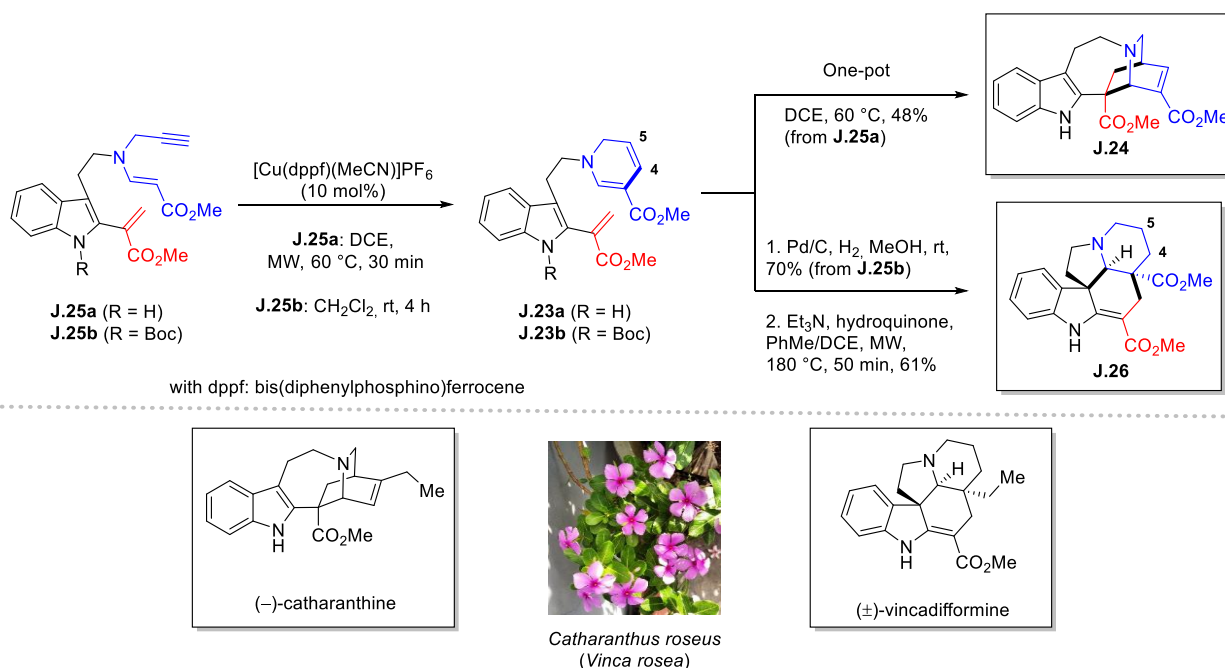 N
CO2Me
N
R
CO2Me
J.25a (R = H)
J.25b (R = Boc)
[Cu(dppf)(MeCN)]PF6
(10 mol%)
J.25a: DCE,
MW, 60 °C, 30 min
J.25b: CH2Cl2, rt, 4 h
5
N
4
CO2Me
N
R
CO2Me
J.23a (R = H)
J.23b (R = Boc)
with dppf: bis(diphenylphosphino)ferrocene
One-pot
DCE, 60 °C, 48%
(from J.25a)
N
N
H
CO2Me
CO2Me
J.24
1. Pd/C, H2, MeOH, rt,
70% (from J.25b)
2. Et3N, hydroquinone,
PhMe/DCE, MW,
180 °C, 50 min, 61%
5
N
H
4
CO2Me
N
H
CO2Me
J.26
N
Me
N
H
CO2Me
(−)-catharanthine
Catharanthus roseus
(Vinca rosea)
N
H
Me
N
H
CO2Me
(±)-vincadifformine